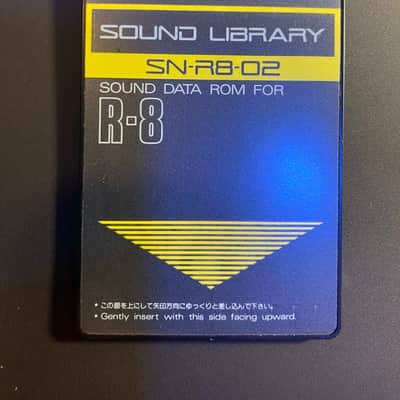 SOUND LIBRARY
SN-R8-02
SOUND DATA ROM FOR
R-8
* この面を上にして矢印方向にゆっくりと差し込んで下さい。
* Gently insert with this side facing upward.